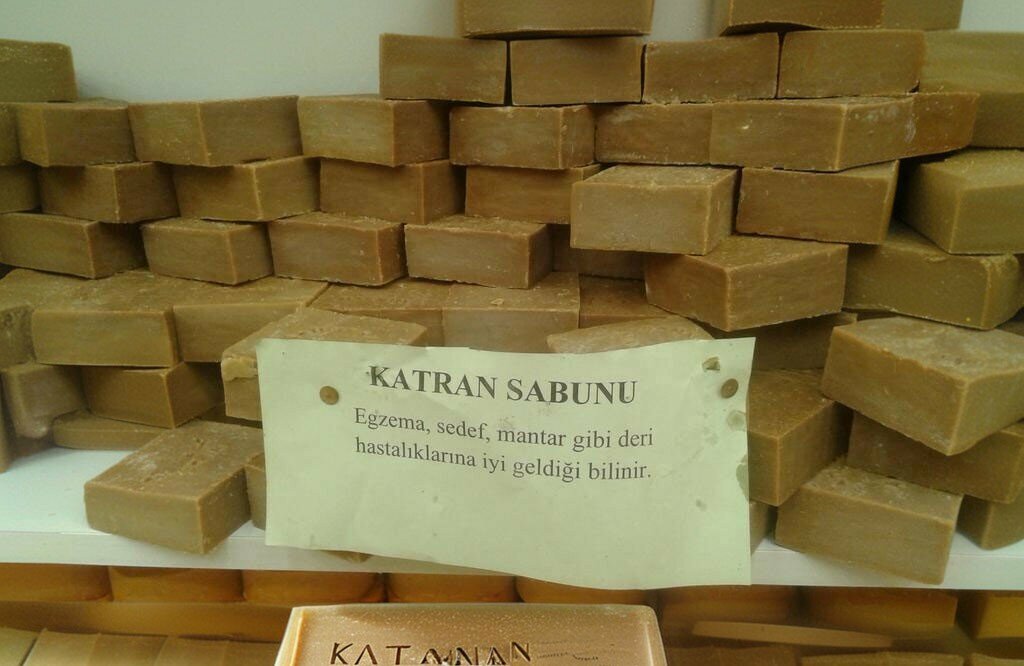 KATRAN SABUNU
Egzema, sedef, mantar gibi deri
hastalıklarına iyi geldiği bilinir.